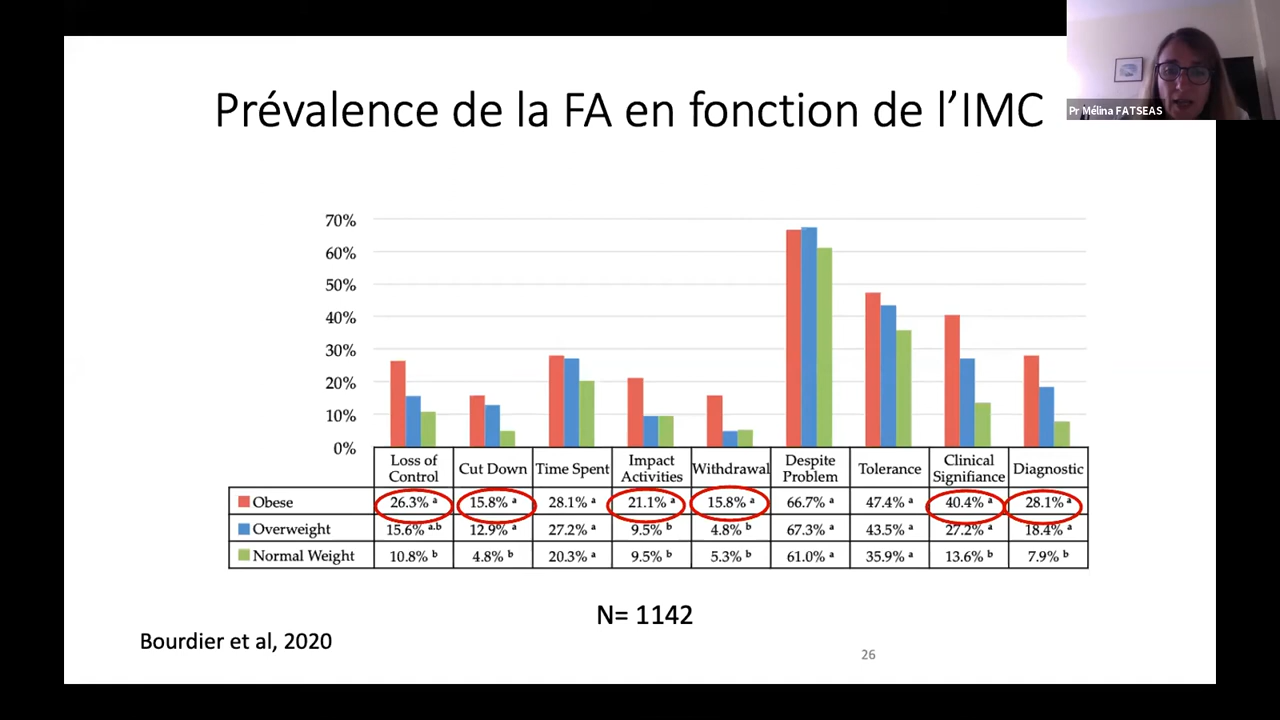 Prévalence de la FA en fonction de l’IMC
Pr Mélina FATSEAS
70%
60%
50%
40%
30%
20%
10%
0%
Loss of Control Cut Down Time Spent Impact Activities Withdrawal Despite Problem Tolerance Clinical Signifiance Diagnostic
Obese 26.3% a 15.8% a 28.1% a 21.1% a 15.8% a 66.7% a 47.4% a 40.4% a 28.1% a
Overweight 15.6% a.b 12.9% a 27.2% a 9.5% b 4.8% b 67.3% a 43.5% a 27.2% a 18.4% a
Normal Weight 10.8% b 4.8% b 20.3% a 9.5% b 5.3% b 61.0% a 35.9% a 13.6% b 7.9% b
N= 1142
Bourdier et al, 2020
26